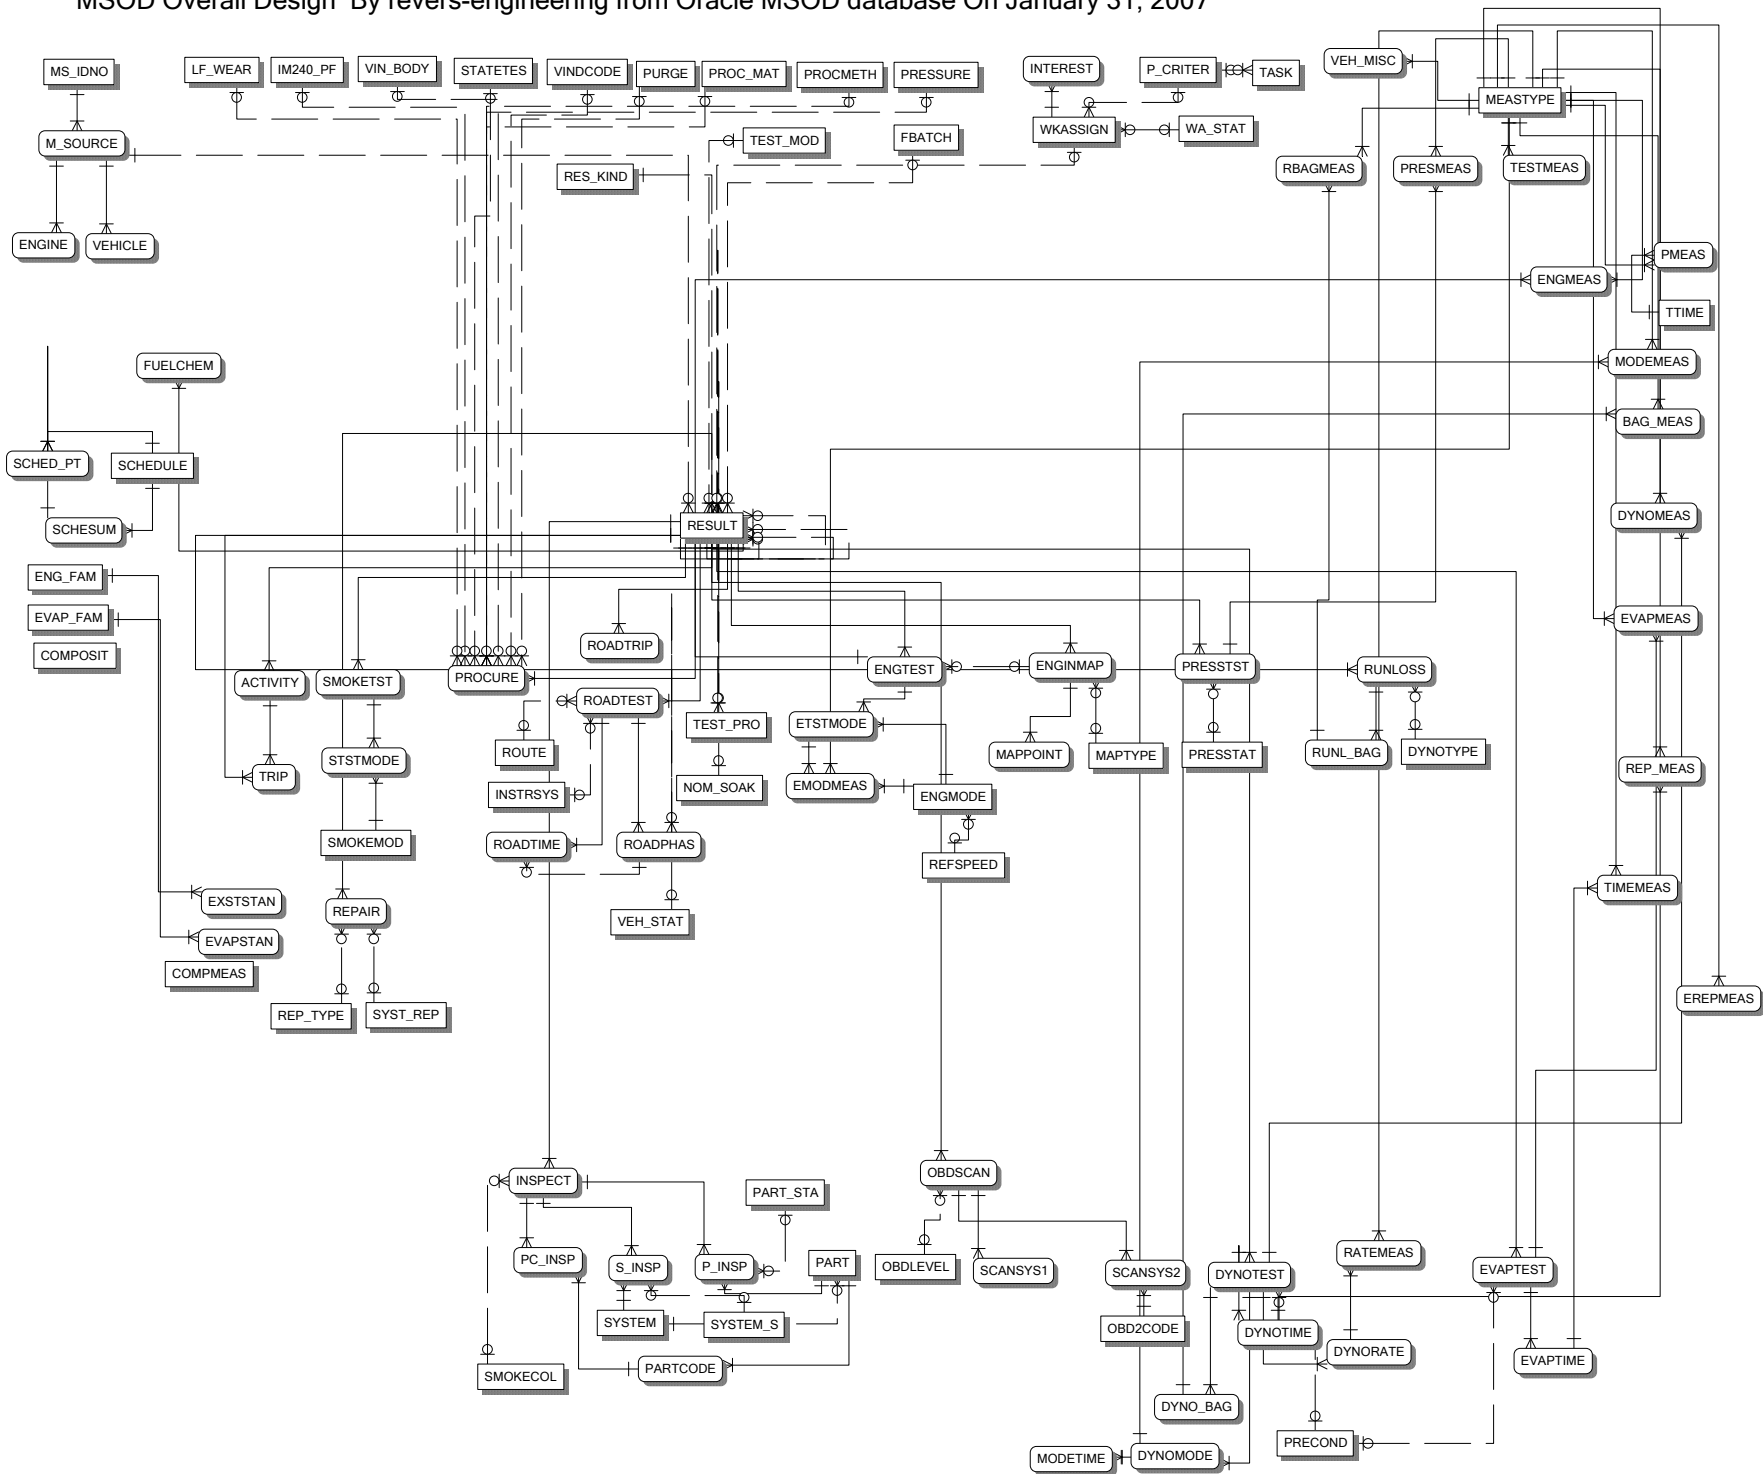 MSOD Overall Design By revers-engineering from Oracle MSOD database On January 31, 2007
MS_IDNO
LF_WEAR
IM240_PF
VIN_BODY
STATETES
VINDCODE
PURGE
PROC_MAT
PROCMETH
PRESSURE
INTEREST
P_CRITER
TASK
VEH_MISC
MEASTYPE
M_SOURCE
TEST_MOD
FBATCH
WKASSIGN
WA_STAT
RES_KIND
RBAGMEAS
PRESMEAS
TESTMEAS
ENGINE
VEHICLE
PMEAS
ENGMEAS
TTIME
FUELCHEM
MODEMEAS
BAG_MEAS
SCHED_PT
SCHEDULE
SCHESUM
RESULT
DYNOMEAS
ENG_FAM
EVAP_FAM
EVAPMEAS
COMPOSIT
ROADTRIP
ACTIVITY
SMOKETST
PROCURE
ENGTEST
ENGINMAP
PRESSTST
RUNLOSS
ROADTEST
TEST_PRO
ETSTMODE
ROUTE
MAPPOINT
MAPTYPE
PRESSTAT
RUNL_BAG
DYNOTYPE
STSTMODE
TRIP
REP_MEAS
INSTRSYS
NOM_SOAK
EMODMEAS
ENGMODE
SMOKEMOD
ROADTIME
ROADPHAS
REFSPEED
TIMEMEAS
EXSTSTAN
REPAIR
VEH_STAT
EVAPSTAN
COMPMEAS
EREPMEAS
REP_TYPE
SYST_REP
INSPECT
PART_STA
OBDSCAN
PC_INSP
S_INSP
P_INSP
PART
OBDLEVEL
SCANSYS1
SCANSYS2
DYNOTEST
RATEMEAS
EVAPTEST
SYSTEM
SYSTEM_S
OBD2CODE
DYNOTIME
DYNORATE
EVAPTIME
SMOKECOL
PARTCODE
DYNO_BAG
PRECOND
MODETIME
DYNOMODE